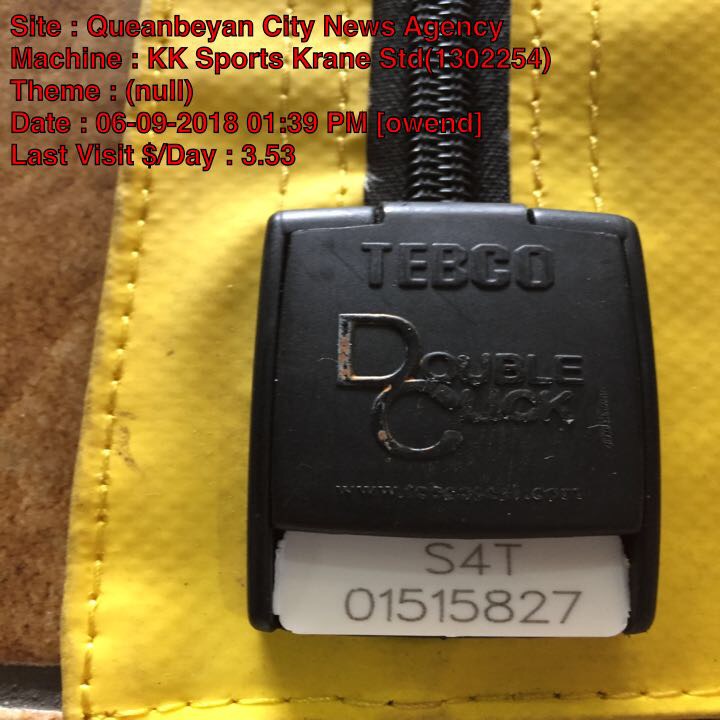 Site : Queanbeyan City News Agency
Machine : KK Sports Krane Std(1302254)
Theme : (null)
Date : 06-09-2018 01:39 PM [owend]
Last Visit $/Day : 3.53
TEBCO
DOUBLE
CLICK
S4T
01515827